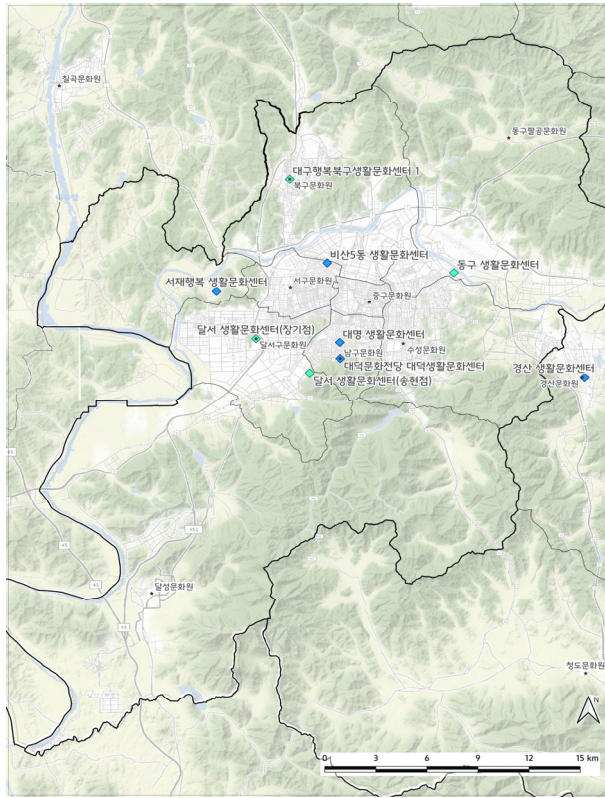 칠곡문화원
동구팔공문화원
대구행복북구생활문화센터 1
북구문화원
비산5동 생활문화센터
동구 생활문화센터
서재행복 생활문화센터
서구문화원
중구문화원
달서 생활문화센터(장기점)
달서구문화원
대명 생활문화센터
수성문화원
남구문화원
대덕문화전당 대덕생활문화센터
달서 생활문화센터(송현점)
경산 생활문화센터
경산문화원
45
451
45
45
달성문화원
45
청도문화원
N
0 3 6 9 12 15 km